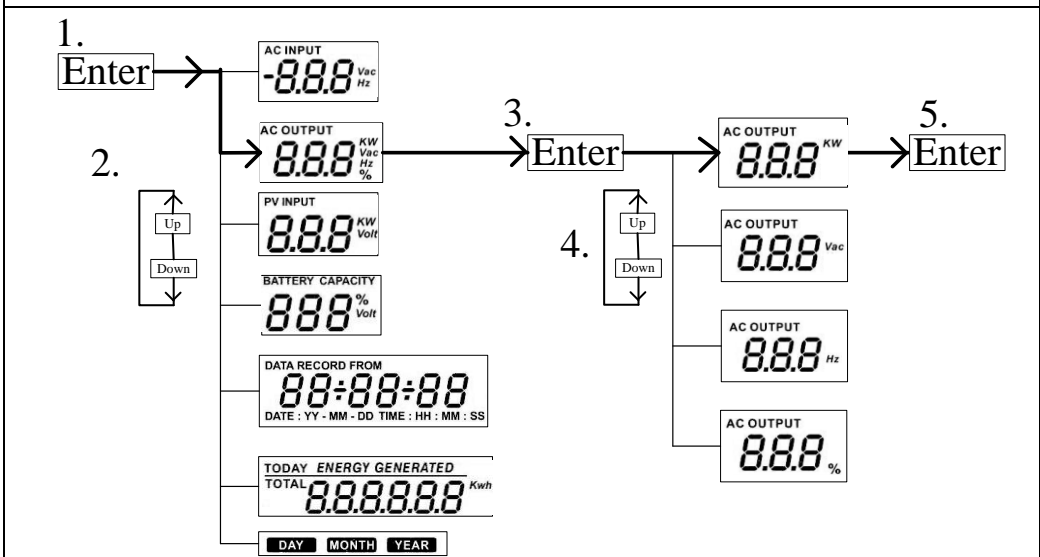 1.
Enter
2.
Up
Down
AC INPUT
-8.8.8 Vac
Hz
AC OUTPUT
8.8.8 KW
Vac
Hz
%
PV INPUT
8.8.8 KW
Volt
BATTERY CAPACITY
888 %
Volt
DATA RECORD FROM
88:88:88
DATE : YY - MM - DD TIME : HH : MM : SS
TODAY ENERGY GENERATED
TOTAL 8.8.8.8.8.8 Kwh
DAY MONTH YEAR
3.
Enter
4.
Up
Down
AC OUTPUT
8.8.8 KW
AC OUTPUT
8.8.8 Vac
AC OUTPUT
8.8.8 Hz
AC OUTPUT
8.8.8 %
5.
Enter